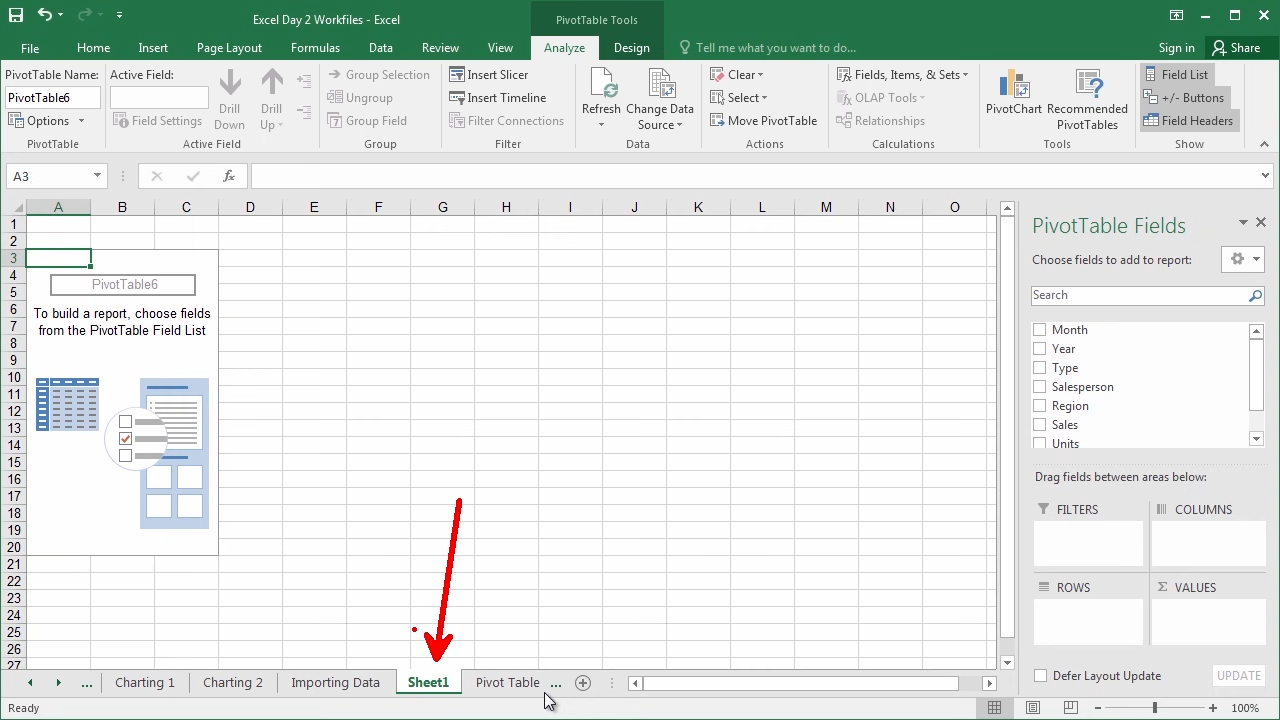 Excel Day 2 Workfiles - Excel
PivotTable Tools
File Home Insert Page Layout Formulas Data Review View Analyze Design Tell me what you want to do... Sign in Share
PivotTable Name:
PivotTable6
Options
PivotTable
Active Field:
Field Settings
Drill Down
Drill Up
Active Field
Group Selection
Ungroup
Group Field
Group
Insert Slicer
Insert Timeline
Filter Connections
Filter
Refresh
Change Data Source
Data
Clear
Select
Move PivotTable
Actions
Fields, Items, & Sets
OLAP Tools
Relationships
Calculations
PivotChart
Recommended PivotTables
Tools
Field List
+/- Buttons
Field Headers
Show
A3
fx
A B C D E F G H I J K L M N O
1
2
3
4
5
6
7
8
9
10
11
12
13
14
15
16
17
18
19
20
21
22
23
24
25
26
27
PivotTable6
To build a report, choose fields
from the PivotTable Field List
PivotTable Fields
Choose fields to add to report:
Search
Month
Year
Type
Salesperson
Region
Sales
Units
Drag fields between areas below:
FILTERS
COLUMNS
ROWS
Σ VALUES
Defer Layout Update
UPDATE
... Charting 1 Charting 2 Importing Data Sheet1 Pivot Table ...
Ready
100%